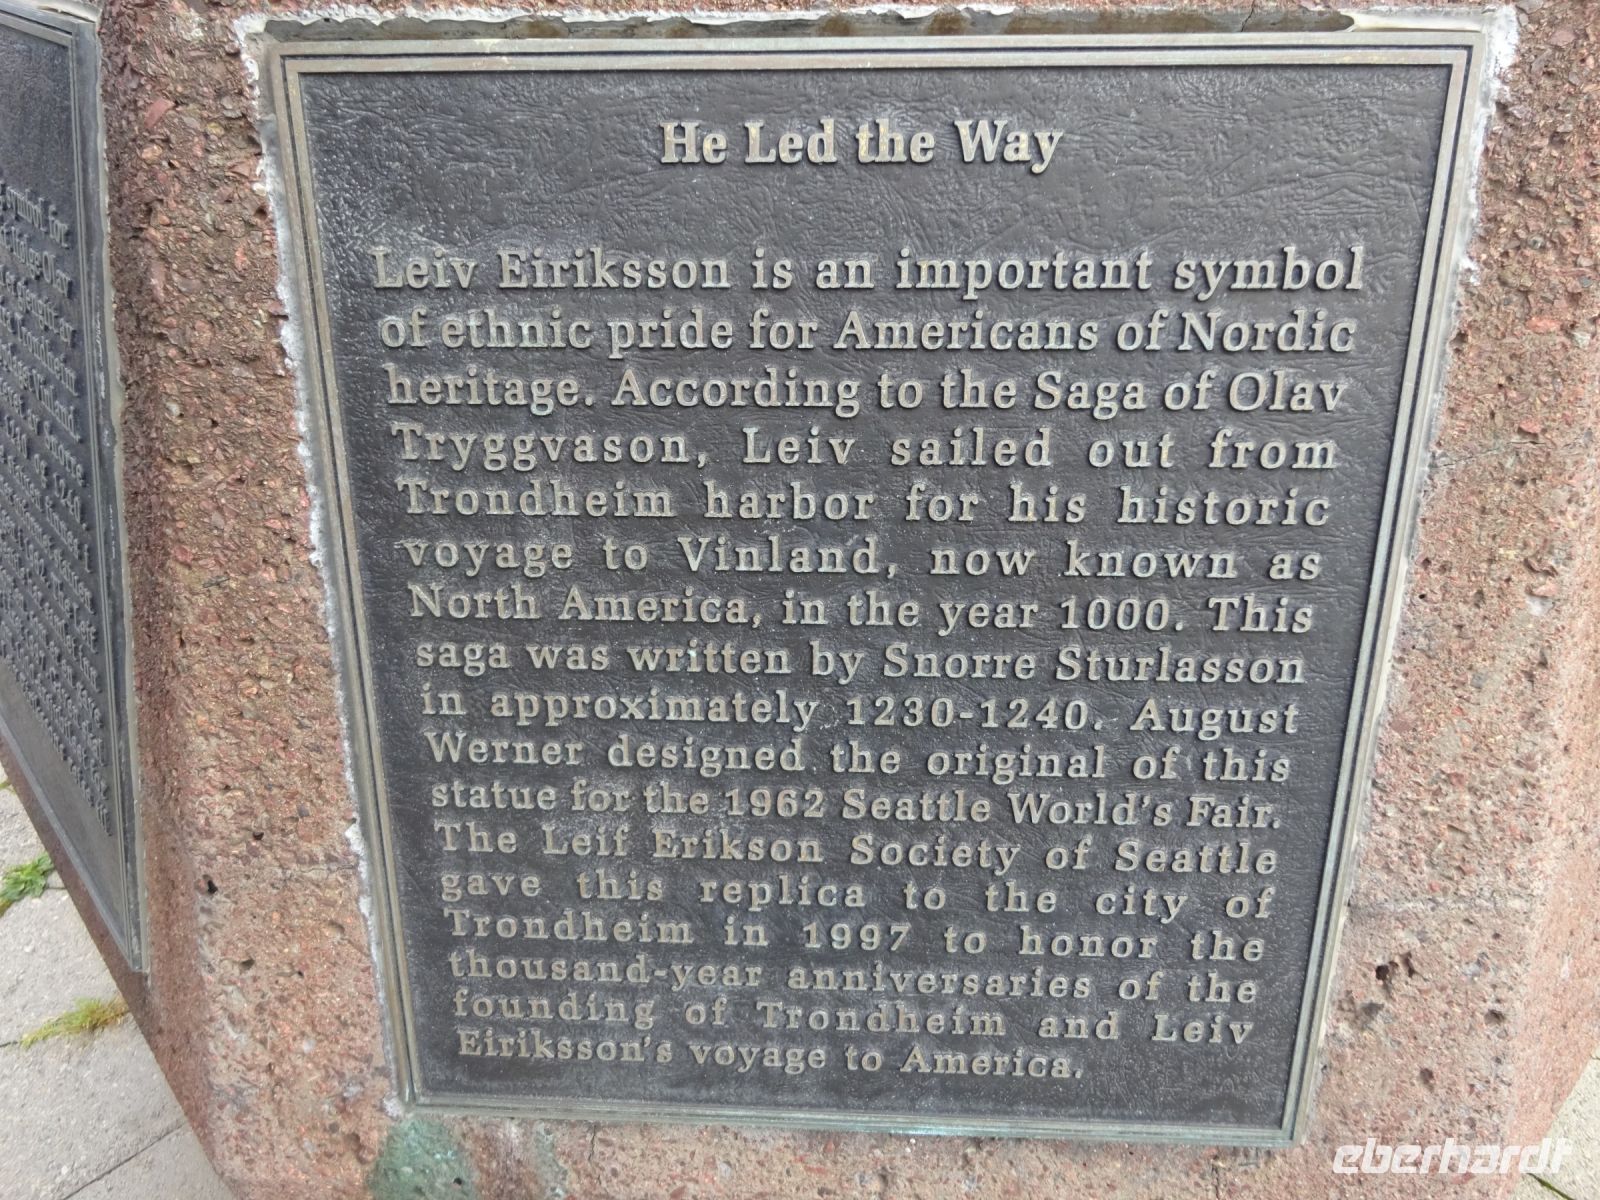 He Led the Way
Leiv Eiriksson is an important symbol
of ethnic pride for Americans of Nordic
heritage. According to the Saga of Olav
Tryggvason, Leiv sailed out from
Trondheim harbor for his historic
voyage to Vinland, now known as
North America, in the year 1000. This
saga was written by Snorre Sturlasson
in approximately 1230-1240. August
Werner designed the original of this
statue for the 1962 Seattle World's Fair.
The Leif Erikson Society of Seattle
gave this replica to the city of
Trondheim in 1997 to honor the
thousand-year anniversaries of the
founding of Trondheim and Leiv
Eiriksson's voyage to America.
eberhardt